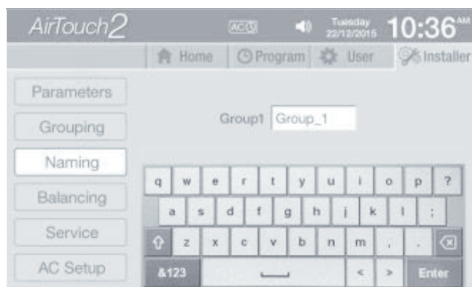 AirTouch2
AC
Tuesday
22/12/2015
10:36 AM
Home Program User Installer
Parameters
Grouping
Naming
Balancing
Service
AC Setup
Group1 Group_1
q w e r t y u i o p ?
a s d f g h j k l ;
z x c v b n m , .
&123 < > Enter